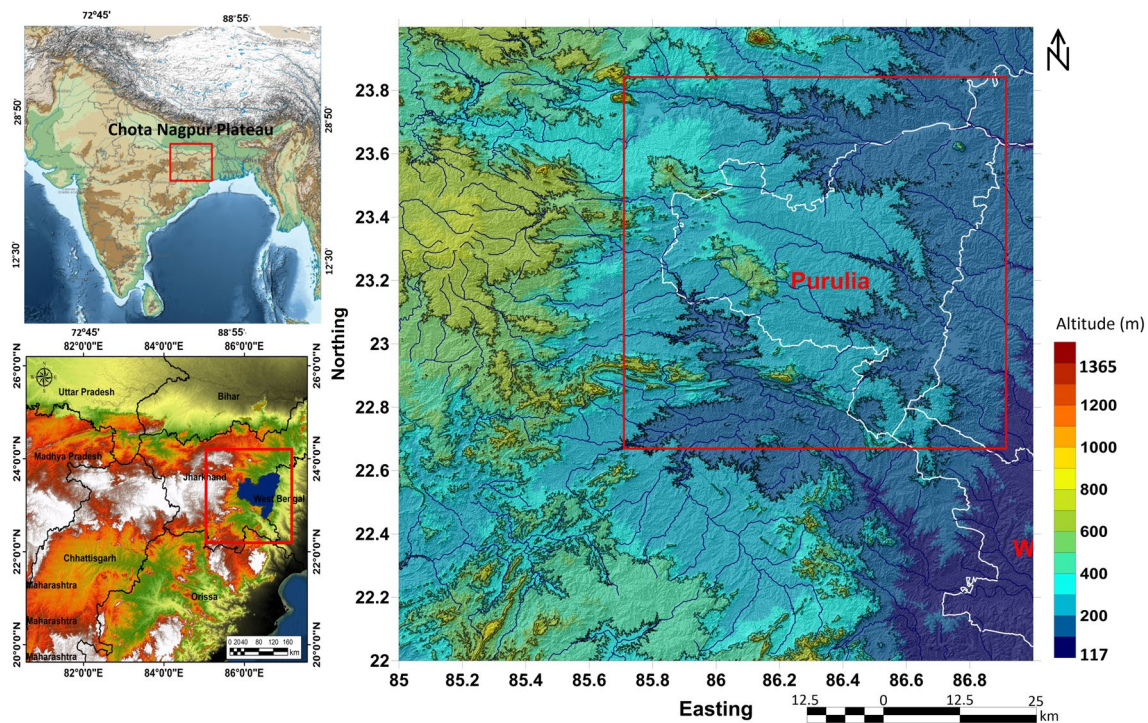 72°45'
88°55'
28°50'
28°50'
Chota Nagpur Plateau
12°30'
12°30'
72°45'
88°55'
82°0'0"E
84°0'0"E
86°0'0"E
26°0'0"N
26°0'0"N
Uttar Pradesh
Bihar
24°0'0"N
24°0'0"N
Madhya Pradesh
Jharkhand
West Bengal
22°0'0"N
22°0'0"N
Chhattisgarh
Maharashtra
Orissa
Maharashtra
Maharashtra
0 20 40 80 120 160
km
20°0'0"N
20°0'0"N
82°0'0"E
84°0'0"E
86°0'0"E
N
Northing
23.8
23.6
23.4
23.2
23
22.8
22.6
22.4
22.2
22
Purulia
W
85 85.2 85.4 85.6 85.8 86 86.2 86.4 86.6 86.8
Easting
12.5 0 12.5 25
km
Altitude (m)
1365
1200
1000
800
600
400
200
117